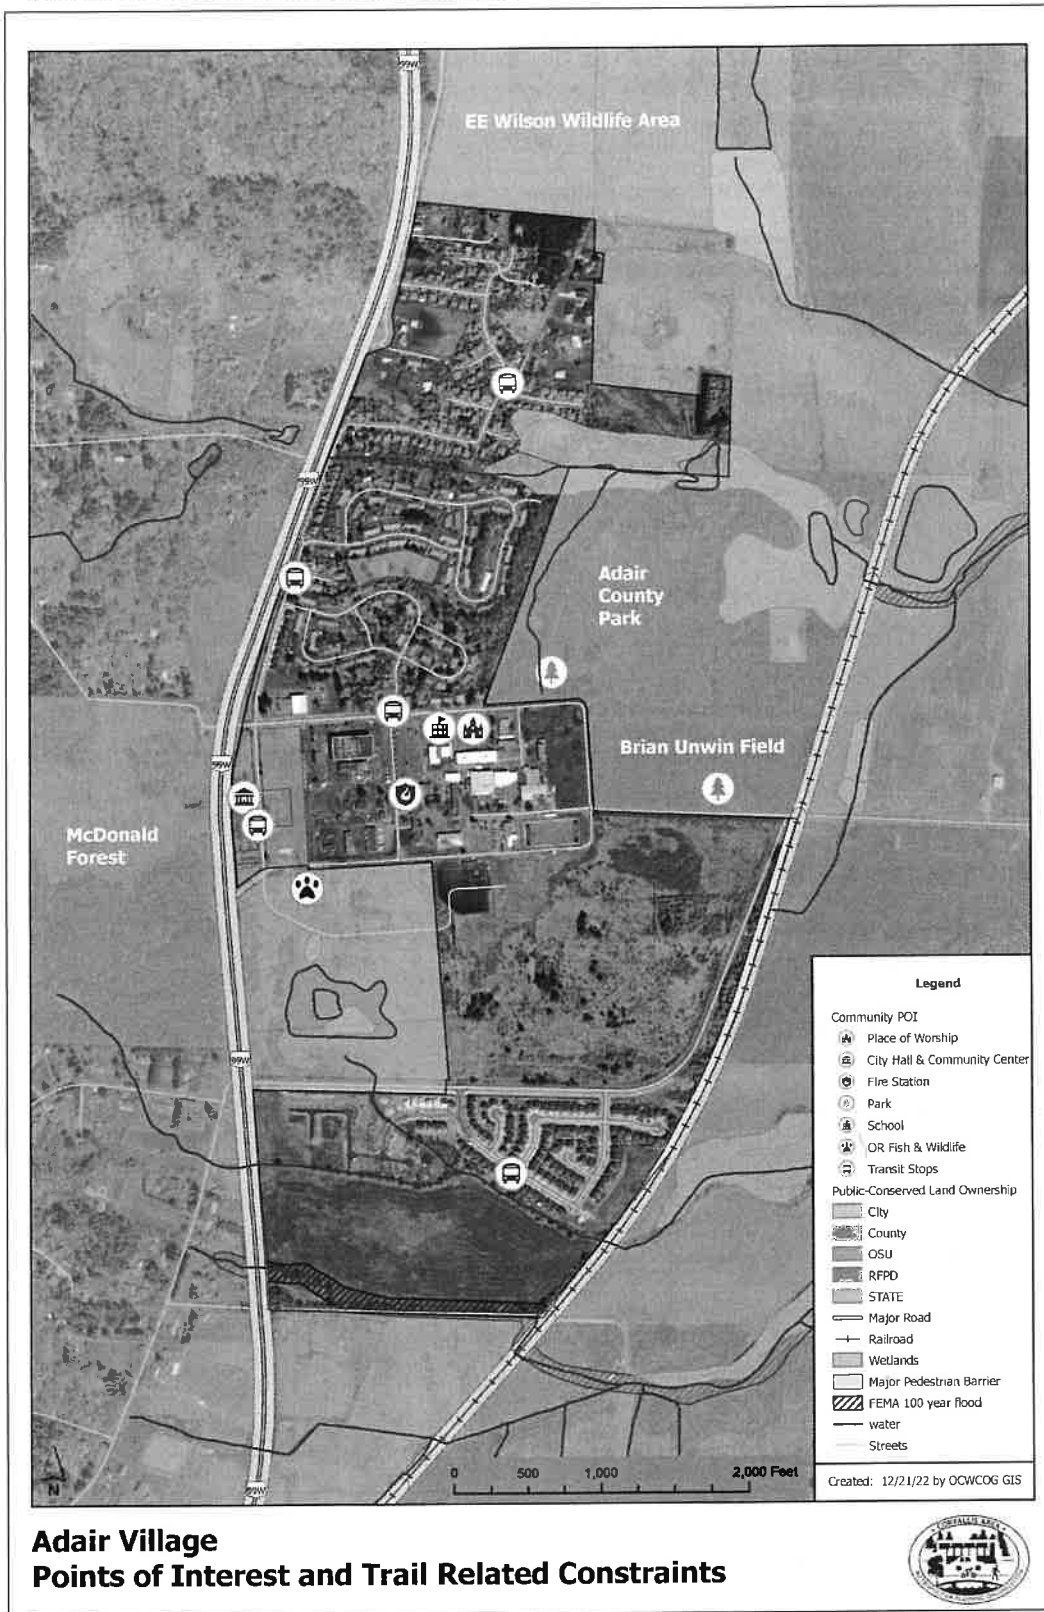 99W
EE Wilson Wildlife Area
99W
Adair
County
Park
Brian Unwin Field
99W
McDonald
Forest
99W
Legend
Community POI
Place of Worship
City Hall & Community Center
Fire Station
Park
School
OR Fish & Wildlife
Transit Stops
Public-Conserved Land Ownership
City
County
OSU
RFPD
STATE
Major Road
Railroad
Wetlands
Major Pedestrian Barrier
FEMA 100 year flood
water
Streets
N
0 500 1,000 2,000 Feet
Created: 12/21/22 by OCWCOG GIS
99W
Adair Village
Points of Interest and Trail Related Constraints
CORVALLIS AREA